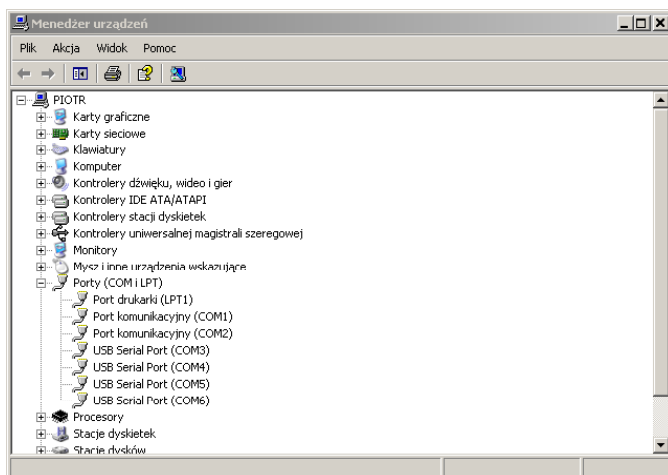 Menedżer urządzeń
Plik Akcja Widok Pomoc
PIOTR
Karty graficzne
Karty sieciowe
Klawiatury
Komputer
Kontrolery dźwięku, wideo i gier
Kontrolery IDE ATA/ATAPI
Kontrolery stacji dyskietek
Kontrolery uniwersalnej magistrali szeregowej
Monitory
Mysz i inne urządzenia wskazujące
Porty (COM i LPT)
Port drukarki (LPT1)
Port komunikacyjny (COM1)
Port komunikacyjny (COM2)
USB Serial Port (COM3)
USB Serial Port (COM4)
USB Serial Port (COM5)
USB Serial Port (COM6)
Procesory
Stacje dyskietek
Stacje dysków